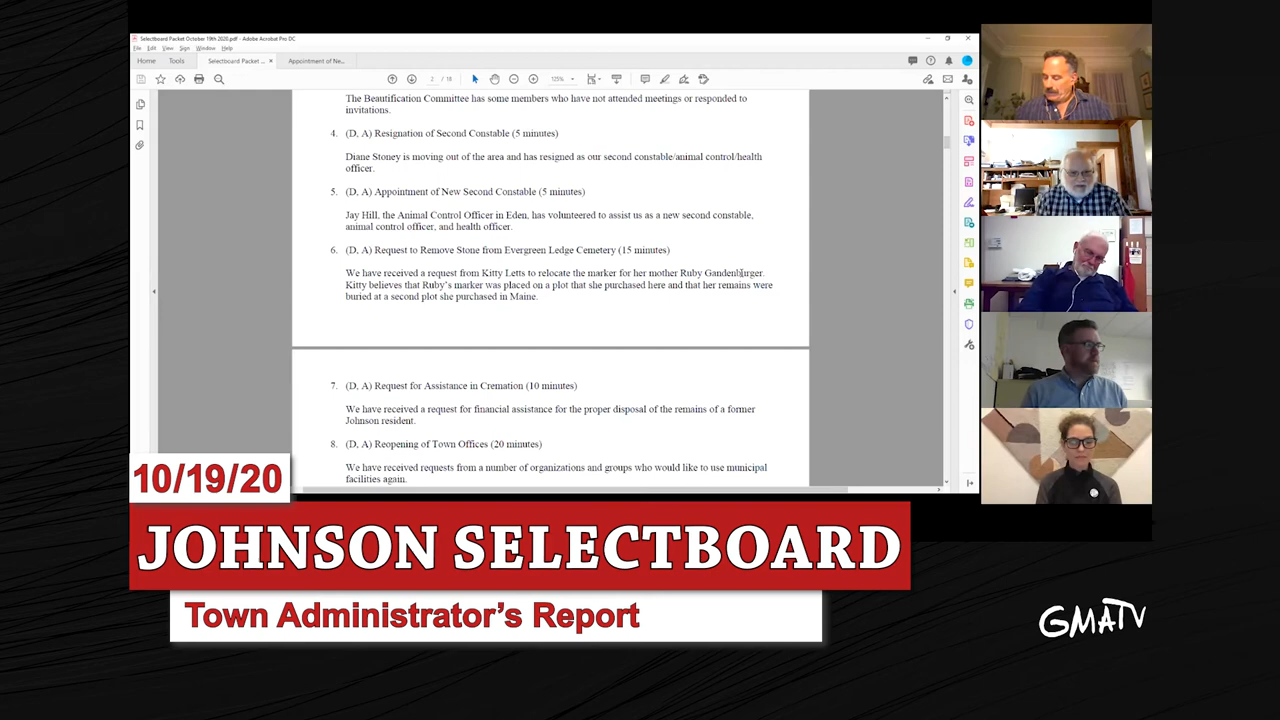 Selectboard Packet October 19th 2020.pdf - Adobe Acrobat Pro DC
File Edit View Sign Window Help
Home Tools Selectboard Packet ... × Appointment of Ne...
2 / 18 125%
The Beautification Committee has some members who have not attended meetings or responded to
invitations.
4. (D, A) Resignation of Second Constable (5 minutes)
Diane Stoney is moving out of the area and has resigned as our second constable/animal control/health
officer.
5. (D, A) Appointment of New Second Constable (5 minutes)
Jay Hill, the Animal Control Officer in Eden, has volunteered to assist us as a new second constable,
animal control officer, and health officer.
6. (D, A) Request to Remove Stone from Evergreen Ledge Cemetery (15 minutes)
We have received a request from Kitty Letts to relocate the marker for her mother Ruby Gandenburger.
Kitty believes that Ruby's marker was placed on a plot that she purchased here and that her remains were
buried at a second plot she purchased in Maine.
7. (D, A) Request for Assistance in Cremation (10 minutes)
We have received a request for financial assistance for the proper disposal of the remains of a former
Johnson resident.
8. (D, A) Reopening of Town Offices (20 minutes)
We have received requests from a number of organizations and groups who would like to use municipal
facilities again.
10/19/20
JOHNSON SELECTBOARD
Town Administrator's Report
GMATV